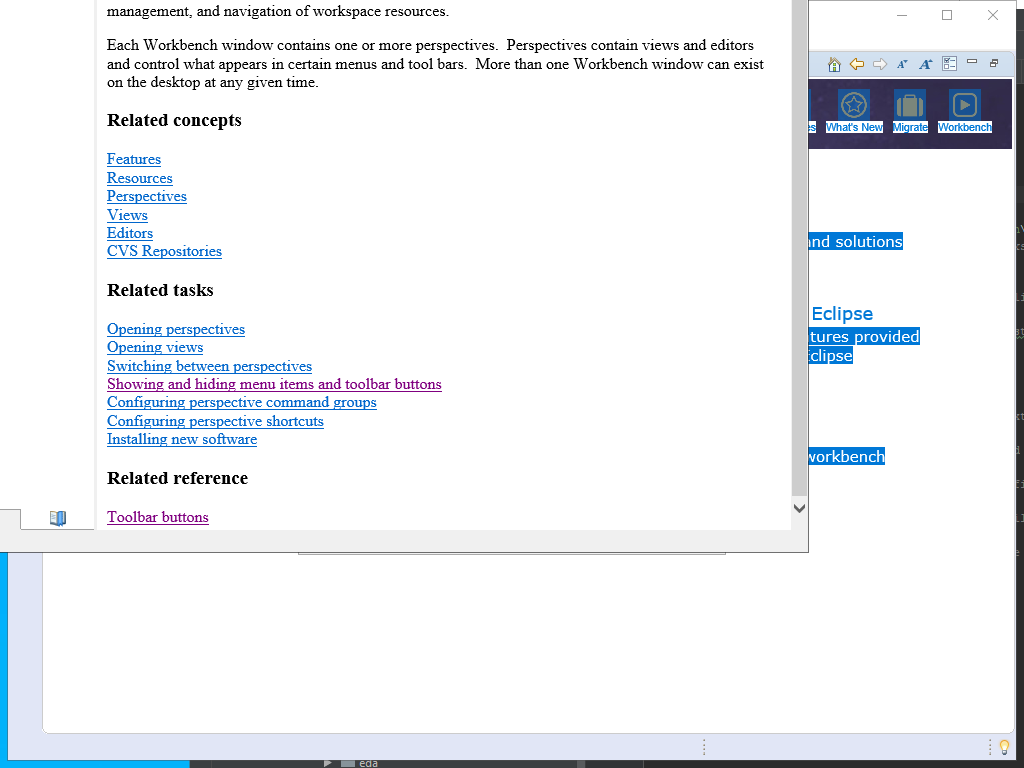 management, and navigation of workspace resources.
Each Workbench window contains one or more perspectives.  Perspectives contain views and editors
and control what appears in certain menus and tool bars.  More than one Workbench window can exist
on the desktop at any given time.
Related concepts
Features
Resources
Perspectives
Views
Editors
CVS Repositories
Related tasks
Opening perspectives
Opening views
Switching between perspectives
Showing and hiding menu items and toolbar buttons
Configuring perspective command groups
Configuring perspective shortcuts
Installing new software
Related reference
Toolbar buttons
What's New
Migrate
Workbench
and solutions
Eclipse
tures provided
Eclipse
workbench
eda